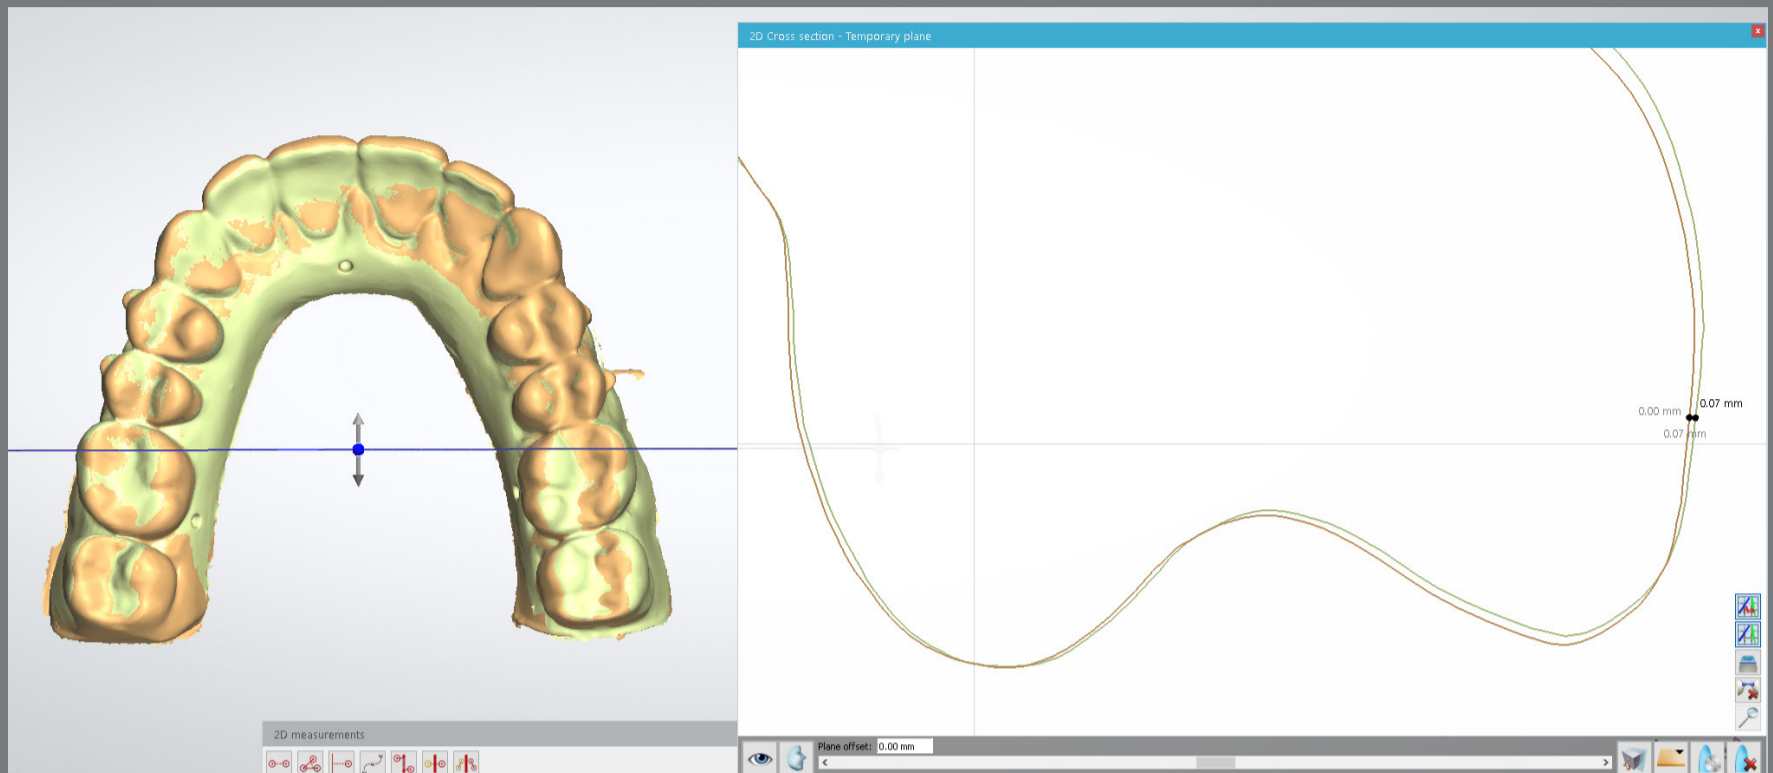 2D Cross section - Temporary plane
x
0.07 mm
0.00 mm
0.07 mm
2D measurements
Plane offset: 0.00 mm